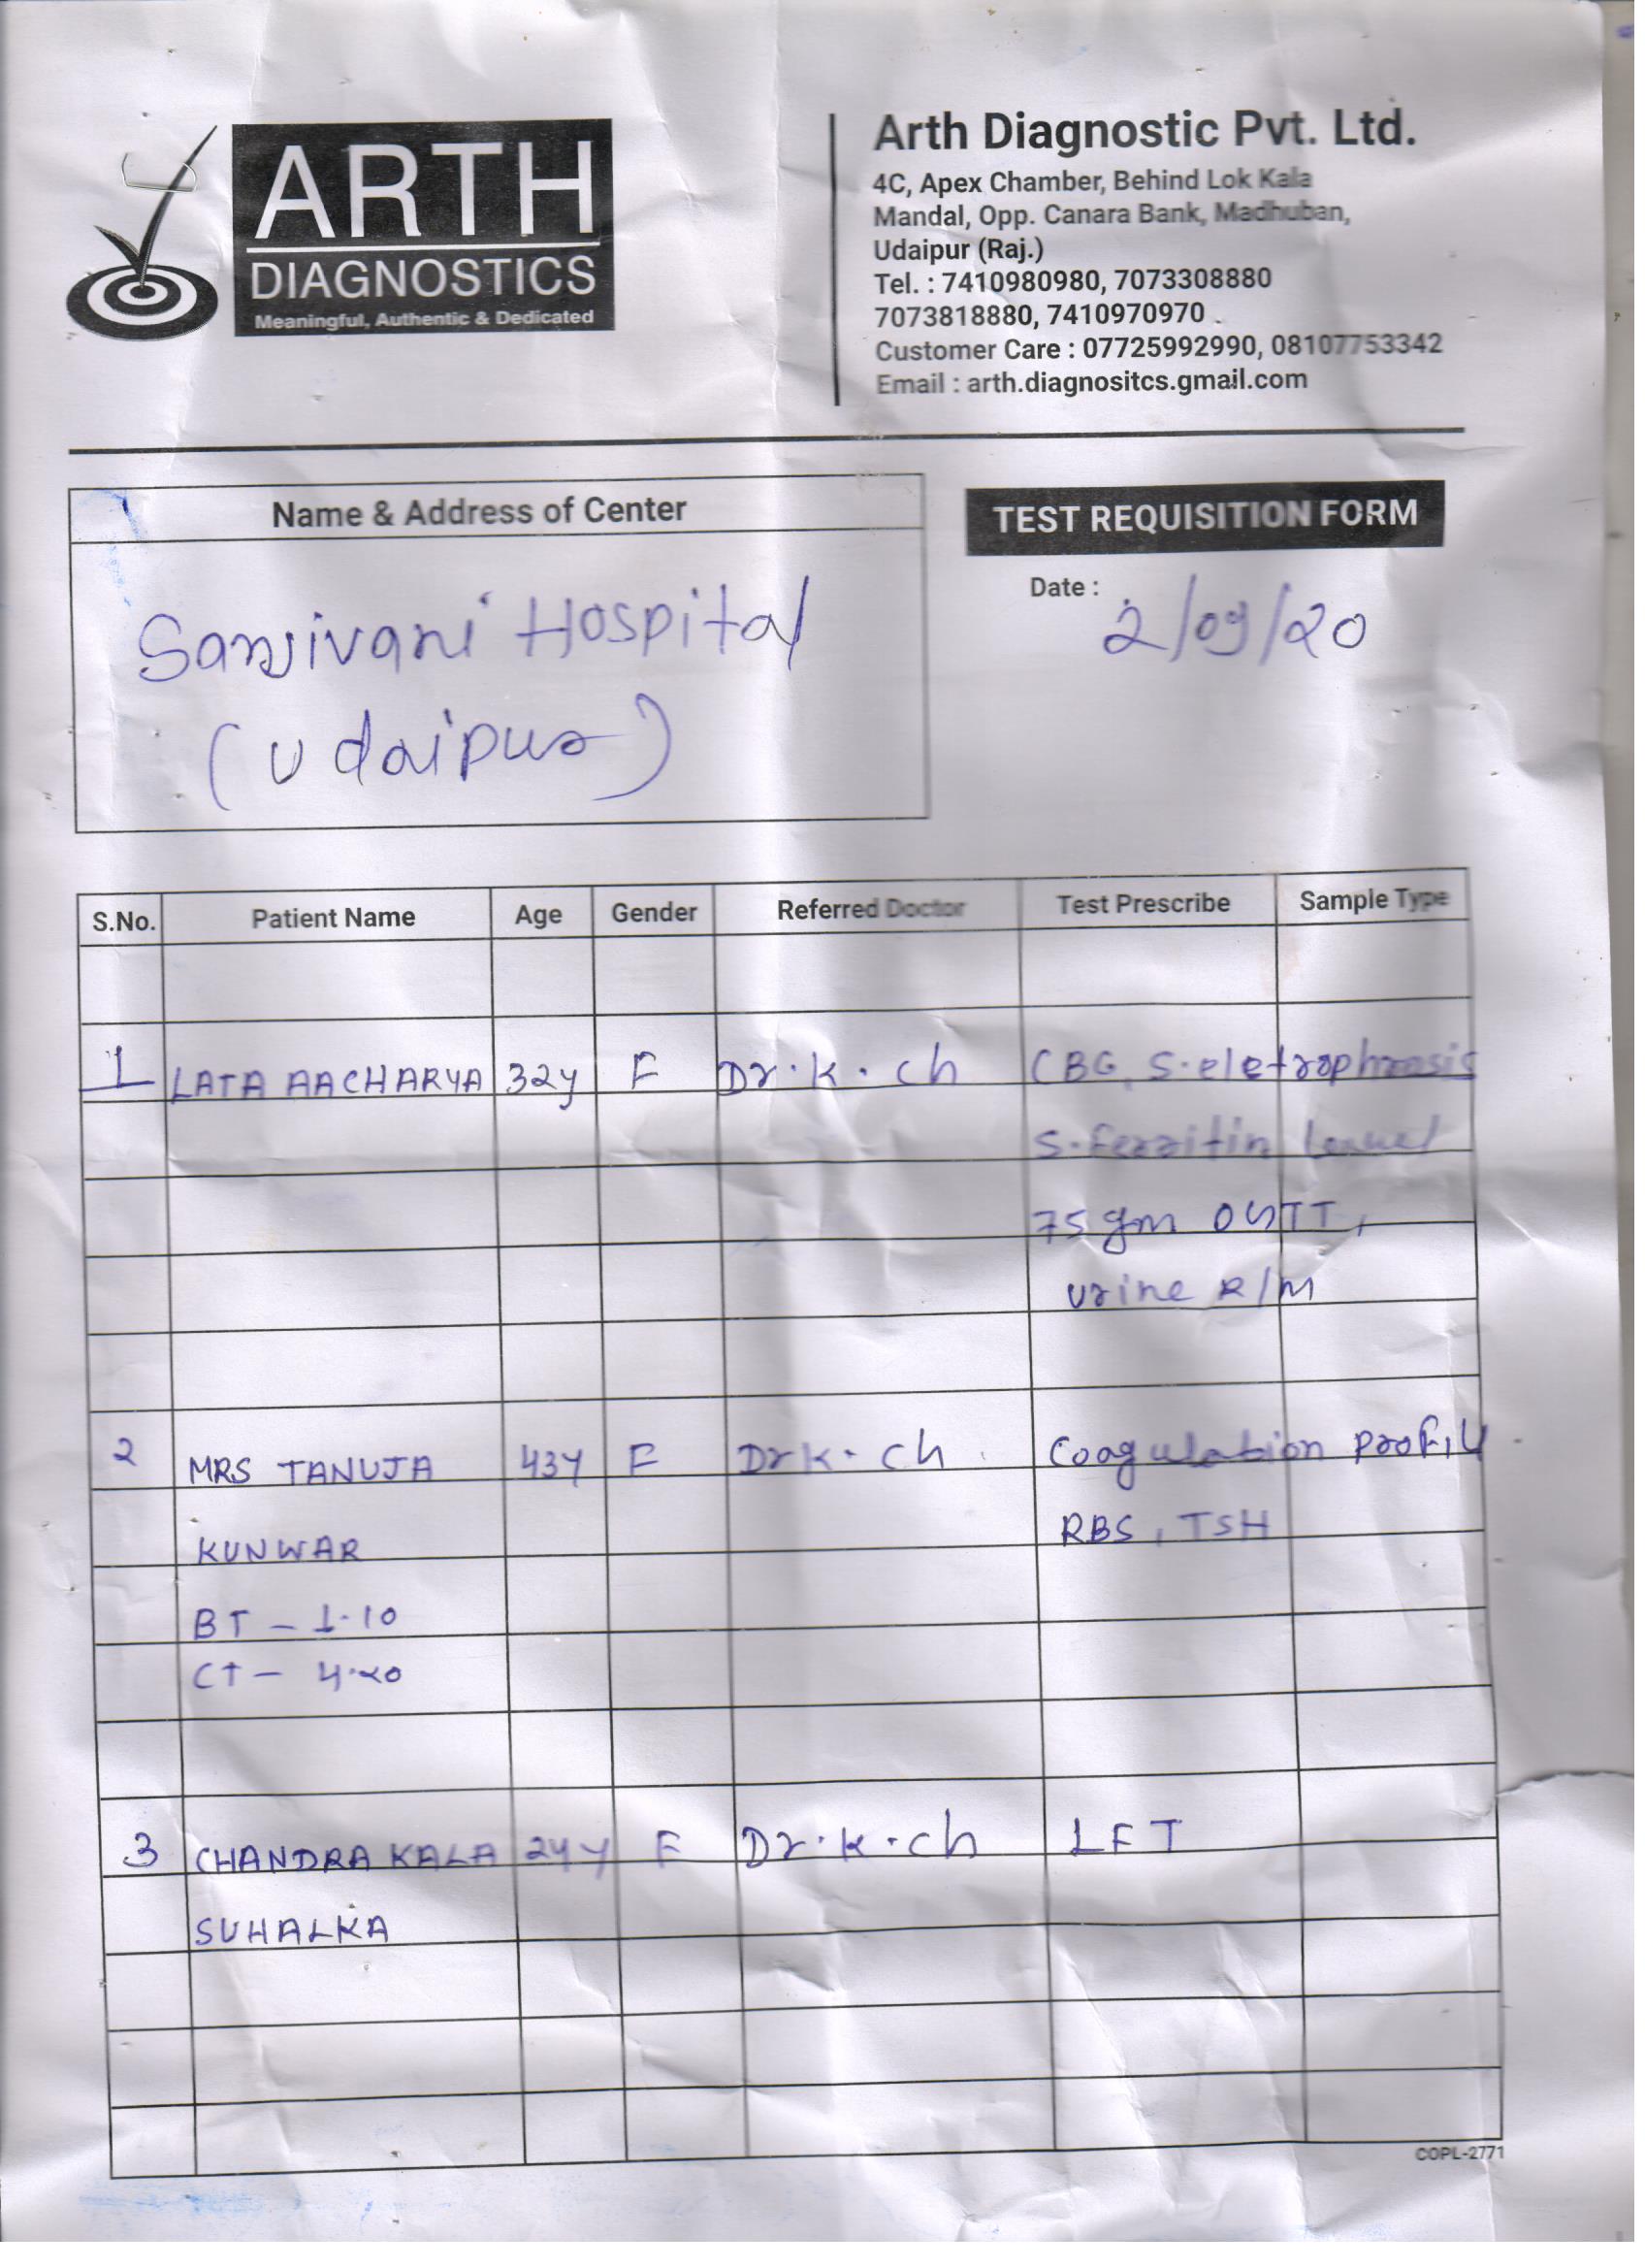 ARTH
DIAGNOSTICS
Meaningful, Authentic & Dedicated
Arth Diagnostic Pvt. Ltd.
4C, Apex Chamber, Behind Lok Kala
Mandal, Opp. Canara Bank, Madhuban,
Udaipur (Raj.)
Tel. : 7410980980, 7073308880
7073818880, 7410970970
Customer Care : 07725992990, 08107753342
Email : arth.diagnositcs.gmail.com
Name & Address of Center
TEST REQUISITION FORM
Date : 2/09/20
Sanjivani Hospital
(Udaipur)
S.No. Patient Name Age Gender Referred Doctor Test Prescribe Sample Type
1 LATA AACHARYA 32y F Dr.K.ch CBG, S.eletrophrosis
S.ferritin
75 gm OGTT,
urine R/M
2 MRS TANUJA 43y F Dr K.ch Coagulation profile
KUNWAR RBS, TSH
BT - 1.10
CT - 4.20
3 CHANDRA KALA 24y F Dr.K.ch LFT
SUHALKA
COPL-2771